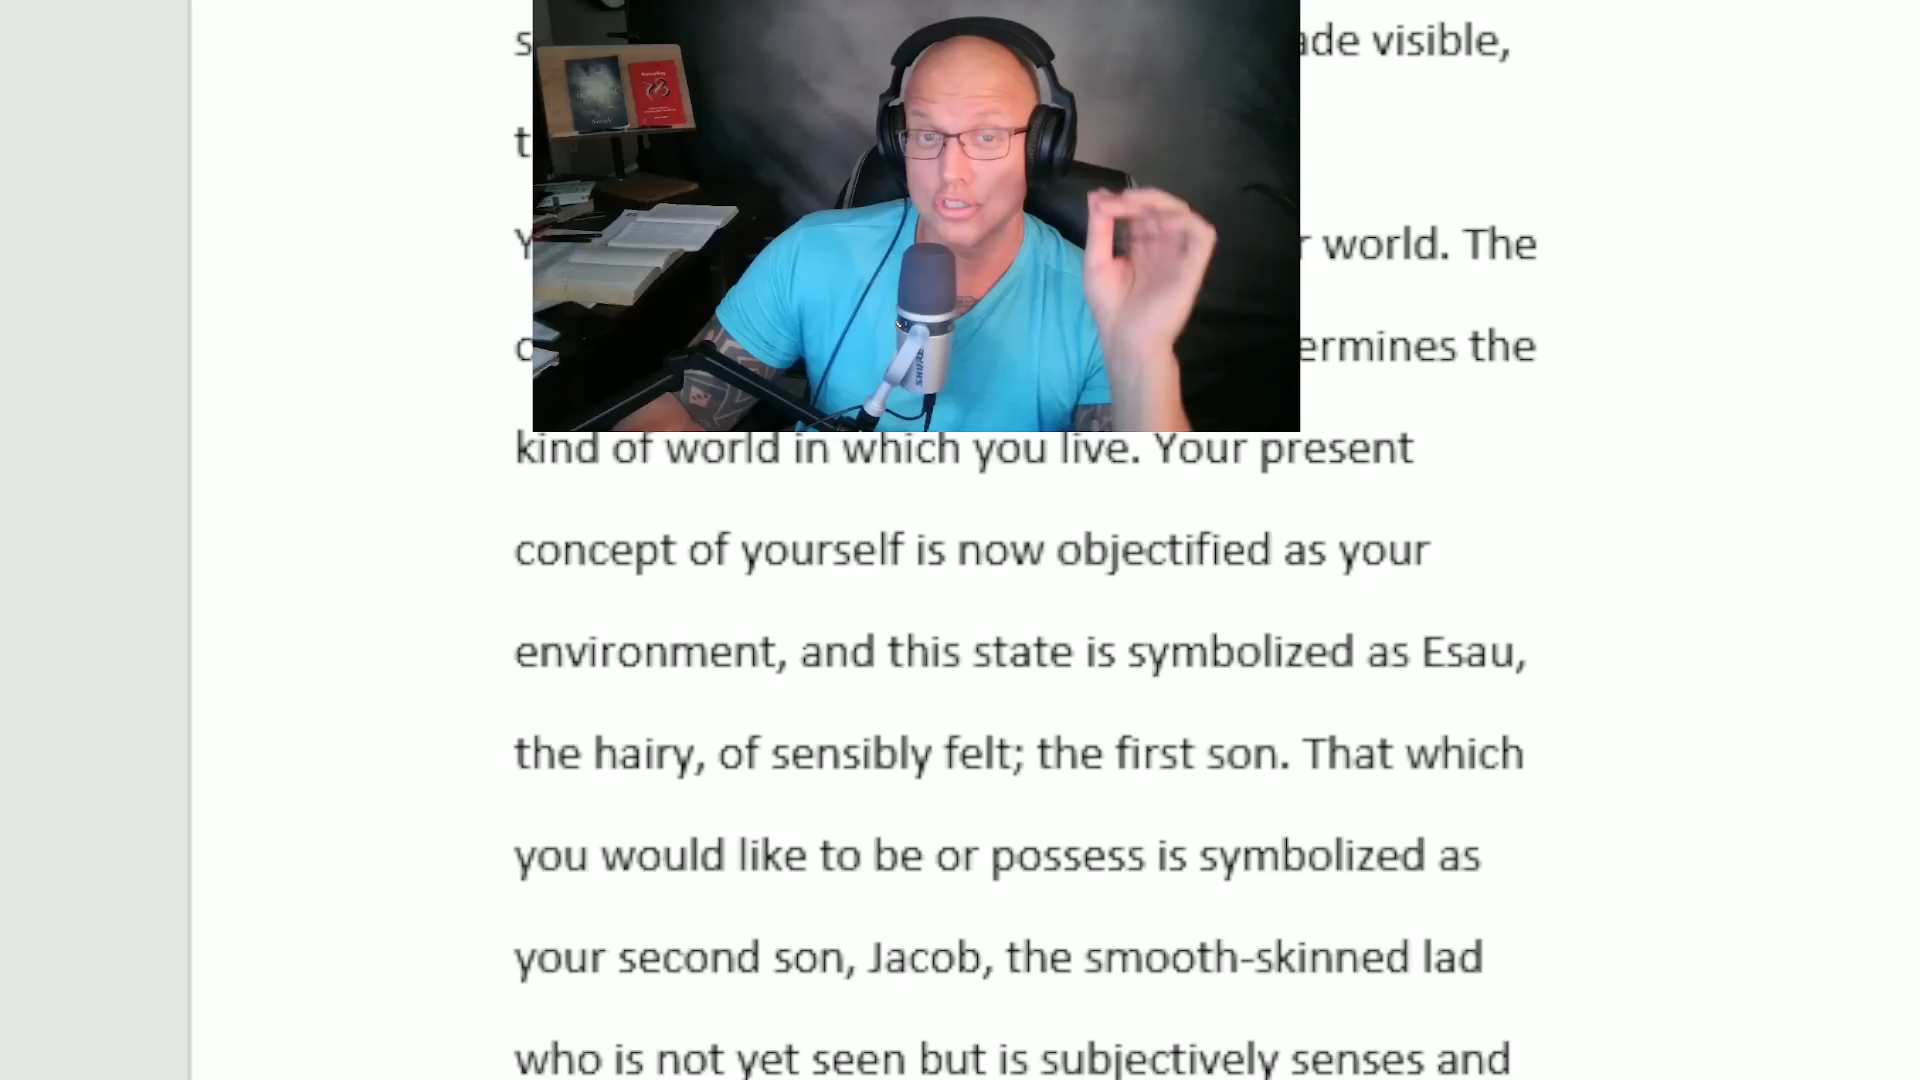 visible,
world. The
the
SHURE
kind of world in which you live. Your present
concept of yourself is now objectified as your
environment, and this state is symbolized as Esau,
the hairy, of sensibly felt; the first son. That which
you would like to be or possess is symbolized as
your second son, Jacob, the smooth-skinned lad
who is not yet seen but is subjectively senses and